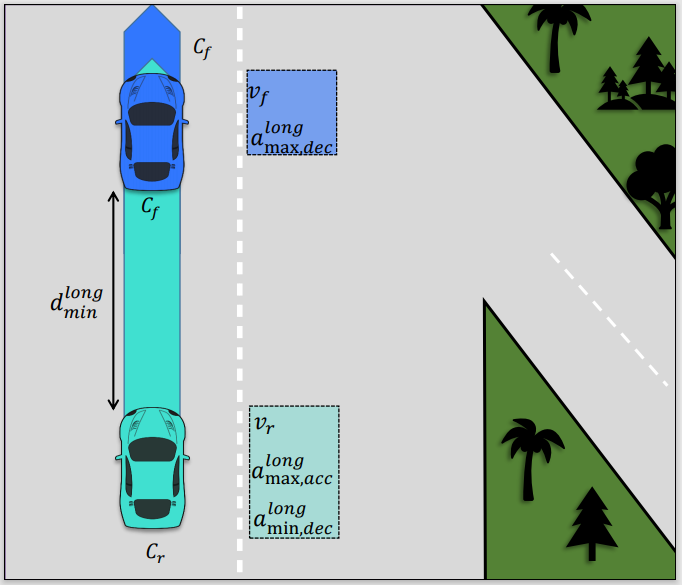 C_f
v_f
a_{max,dec}^{long}
C_f
d_{min}^{long}
v_r
a_{max,acc}^{long}
a_{min,dec}^{long}
C_r